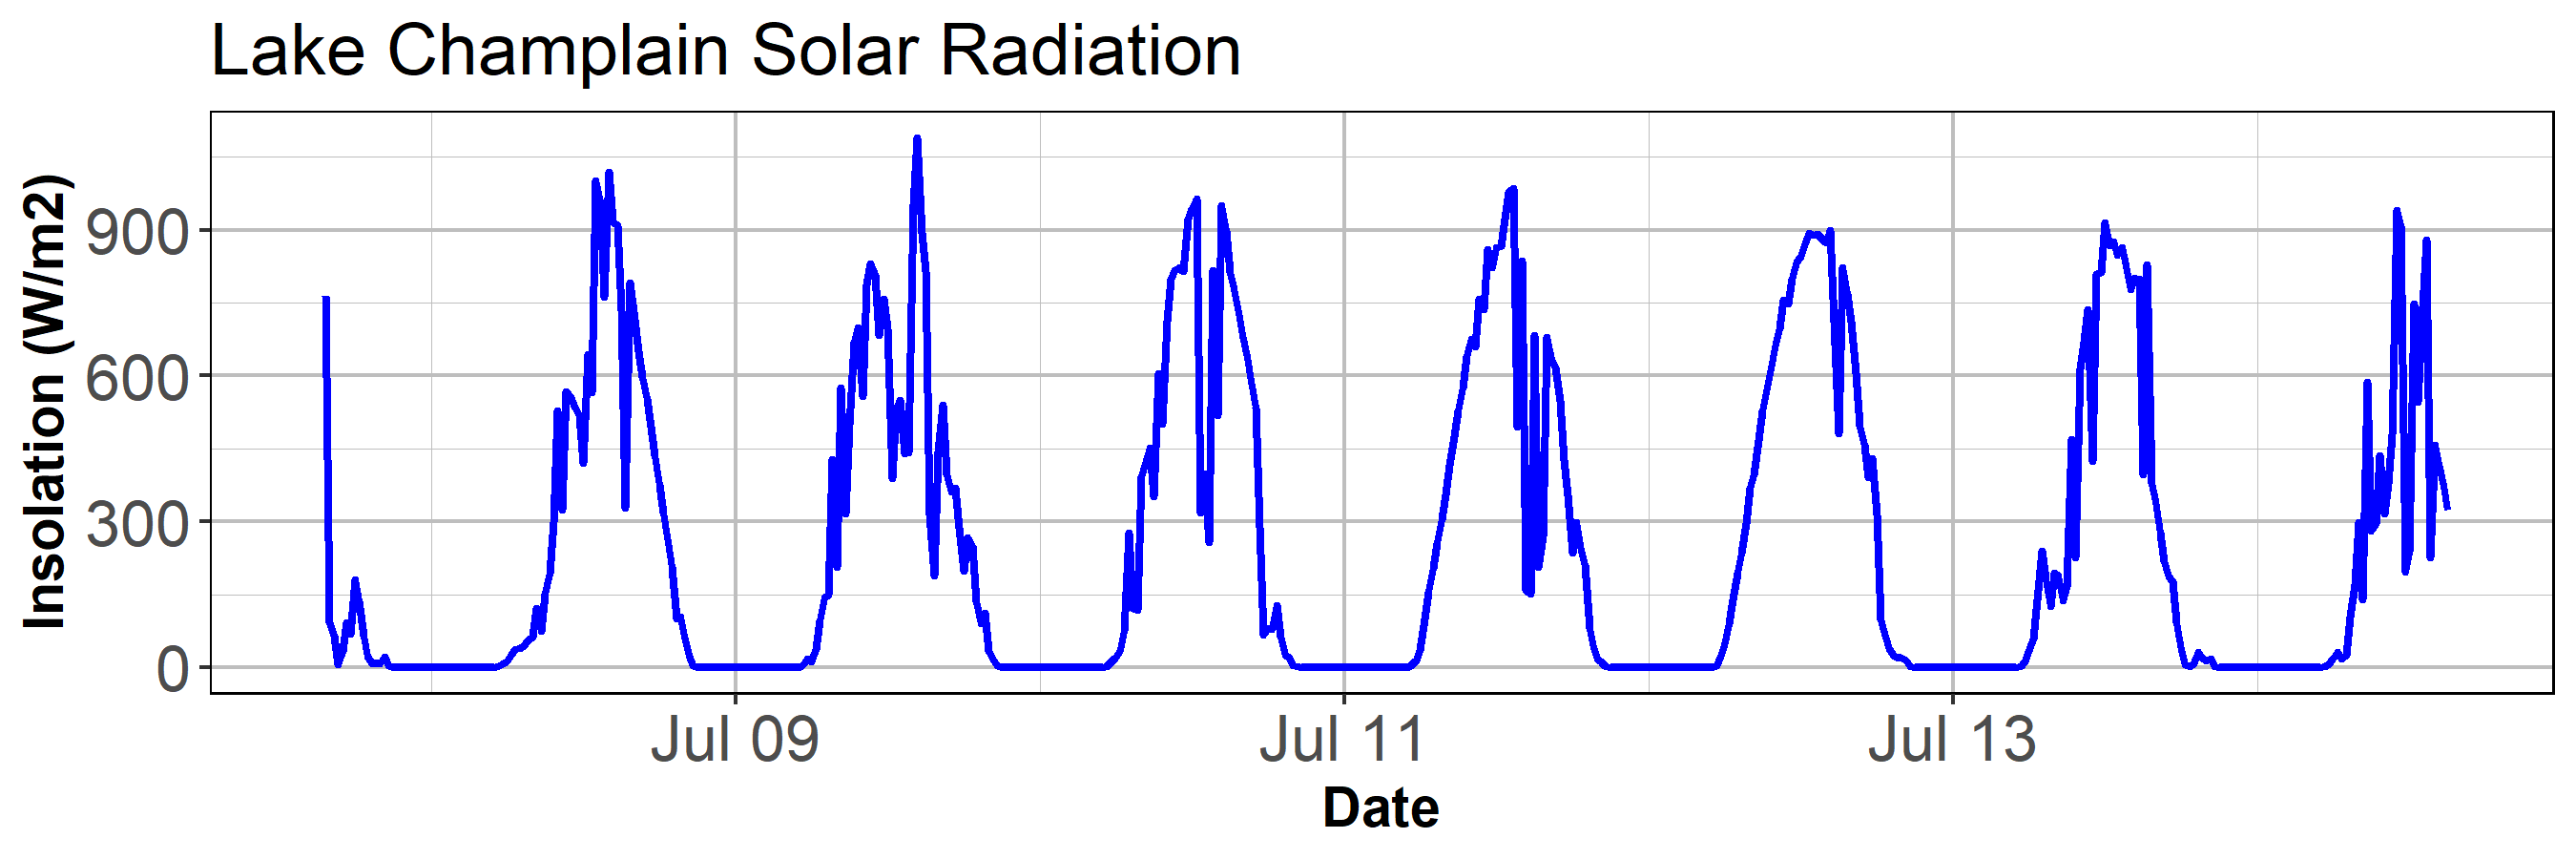 Lake Champlain Solar Radiation
Insolation (W/m2)
900
600
300
0
Jul 09
Jul 11
Jul 13
Date